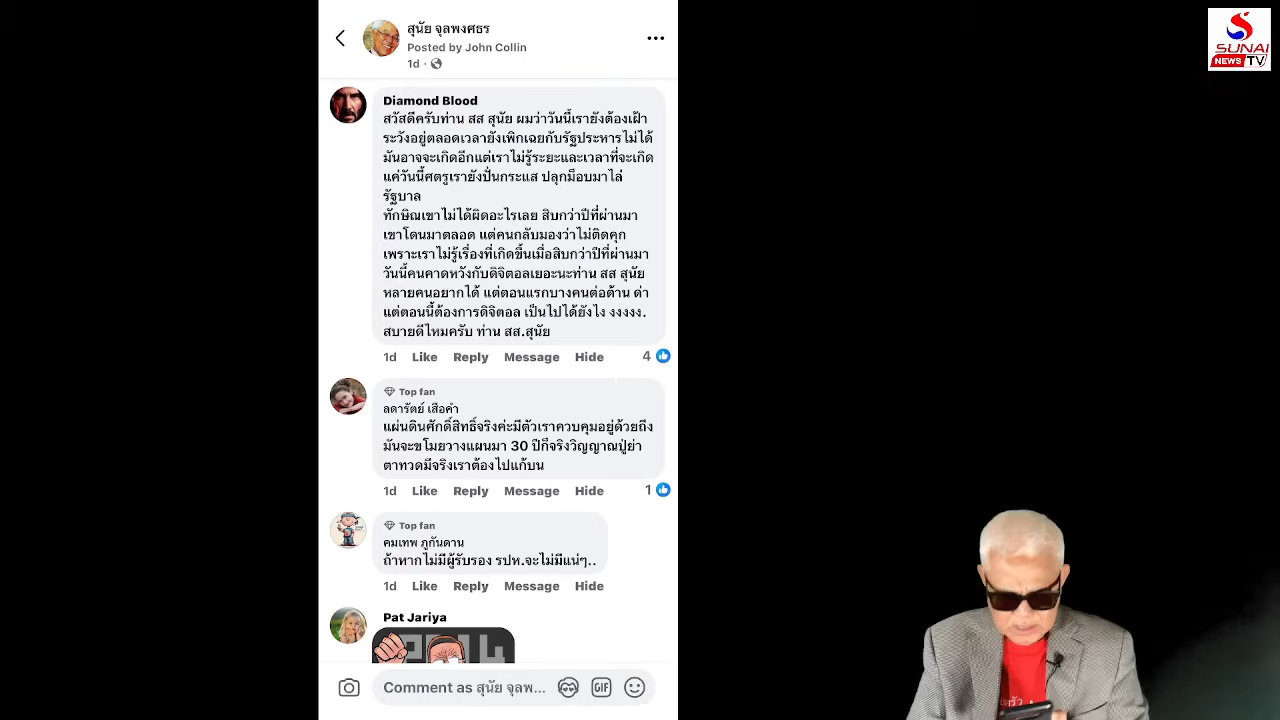 สุนัย จุลพงศธร
Posted by John Collin
1d ·
SUNAI
NEWS TV
Diamond Blood
สวัสดีครับท่าน สส สุนัย ผมว่าวันนี้เรายังต้องเฝ้า
ระวังอยู่ตลอดเวลายังเพิกเฉยกับรัฐประหารไม่ได้
มันอาจจะเกิดอีกแต่เราไม่รู้ระยะและเวลาที่จะเกิด
แค่วันนี้ศตรูเรายังปั่นกระแส ปลุกม็อบมาไล่
รัฐบาล
ทักษิณเขาไม่ได้ผิดอะไรเลย สิบกว่าปีที่ผ่านมา
เขาโดนมาตลอด แต่คนกลับมองว่าไม่ติดคุก
เพราะเราไม่รู้เรื่องที่เกิดขึ้นเมื่อสิบกว่าปีที่ผ่านมา
วันนี้คนคาดหวังกับดิจิตอลเยอะนะท่าน สส สุนัย
หลายคนอยากได้ แต่ตอนแรกบางคนต่อต้าน ด่า
แต่ตอนนี้ต้องการดิจิตอล เป็นไปได้ยังไง งงงงง.
สบายดีไหมครับ ท่าน สส.สุนัย
1d Like Reply Message Hide 4
Top fan
ลดารัตย์ เสือคำ
แผ่นดินศักดิ์สิทธิ์จริงค่ะมีตัวเราควบคุมอยู่ด้วยถึง
มันจะขโมยวางแผนมา 30 ปีก็จริงวิญญาณปู่ย่า
ตาทวดมีจริงเราต้องไปแก้บน
1d Like Reply Message Hide 1
Top fan
คมเทพ ภูกันดาน
ถ้าหากไม่มีผู้รับรอง รปห.จะไม่มีแน่ๆ..
1d Like Reply Message Hide
Pat Jariya
Comment as สุนัย จุลพ...
GIF